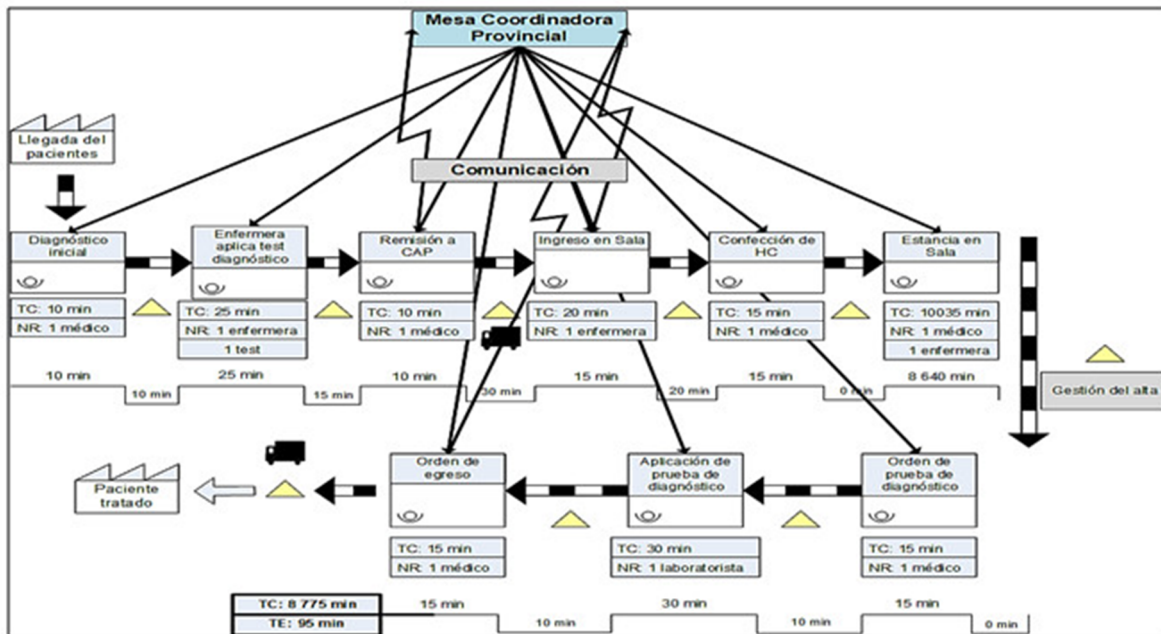 Mesa Coordinadora
Provincial
Llegada del
pacientes
Comunicación
Diagnóstico
inicial
TC: 10 min
NR: 1 médico
Enfermera
aplica test
diagnóstico
TC: 25 min
NR: 1 enfermera
1 test
Remisión a
CAP
TC: 10 min
NR: 1 médico
Ingreso en Sala
TC: 20 min
NR: 1 enfermera
Confección de
HC
TC: 15 min
NR: 1 médico
Estancia en
Sala
TC: 10035 min
1 enfermera
10 min
10 min
25 min
15 min
10 min
30 min
15 min
20 min
15 min
0 min
8 640 min
Gestión del alta
Paciente
tratado
Orden de
egreso
TC: 15 min
NR: 1 médico
Aplicación de
prueba de
diagnóstico
TC: 30 min
NR: 1 laboratorista
Orden de
prueba de
diagnóstico
TC: 15 min
NR: 1 médico
TC: 8 775 min
TE: 95 min
15 min
10 min
30 min
10 min
15 min
0 min